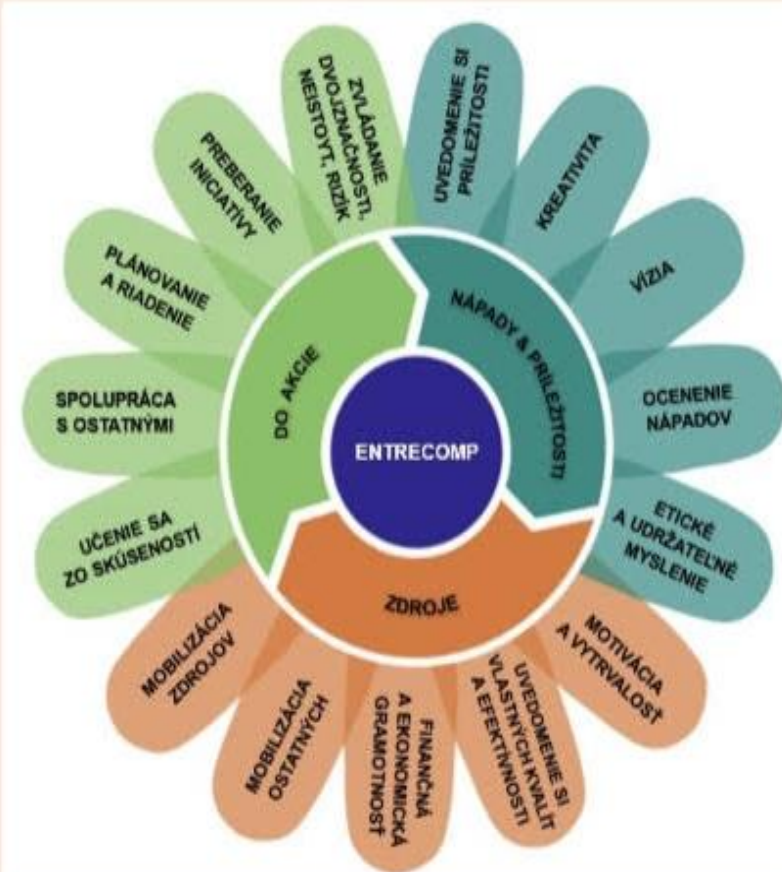 ENTRECOMP
NÁPADY & PRÍLEŽITOSTI
UVEDOMENIE SI
PRÍLEŽITOSTI
KREATIVITA
VÍZIA
OCENENIE
NÁPADOV
ETICKÉ
A UDRŽATEĽNÉ
MYSLENIE
ZDROJE
MOTIVÁCIA
A VYTRVALOSŤ
UVEDOMENIE SI
VLASTNÝCH KVALÍT
A EFEKTÍVNOSTI
FINANČNÁ
A EKONOMICKÁ
GRAMOTNOSŤ
MOBILIZÁCIA
OSTATNÝCH
MOBILIZÁCIA
ZDROJOV
DO AKCIE
UČENIE SA
ZO SKÚSENOSTÍ
SPOLUPRÁCA
S OSTATNÝMI
PLÁNOVANIE
A RIADENIE
PREBERANIE
INICIATÍVY
ZVLÁDANIE
DVOJZNAČNOSTI,
NEISTOYT, RIZÍK